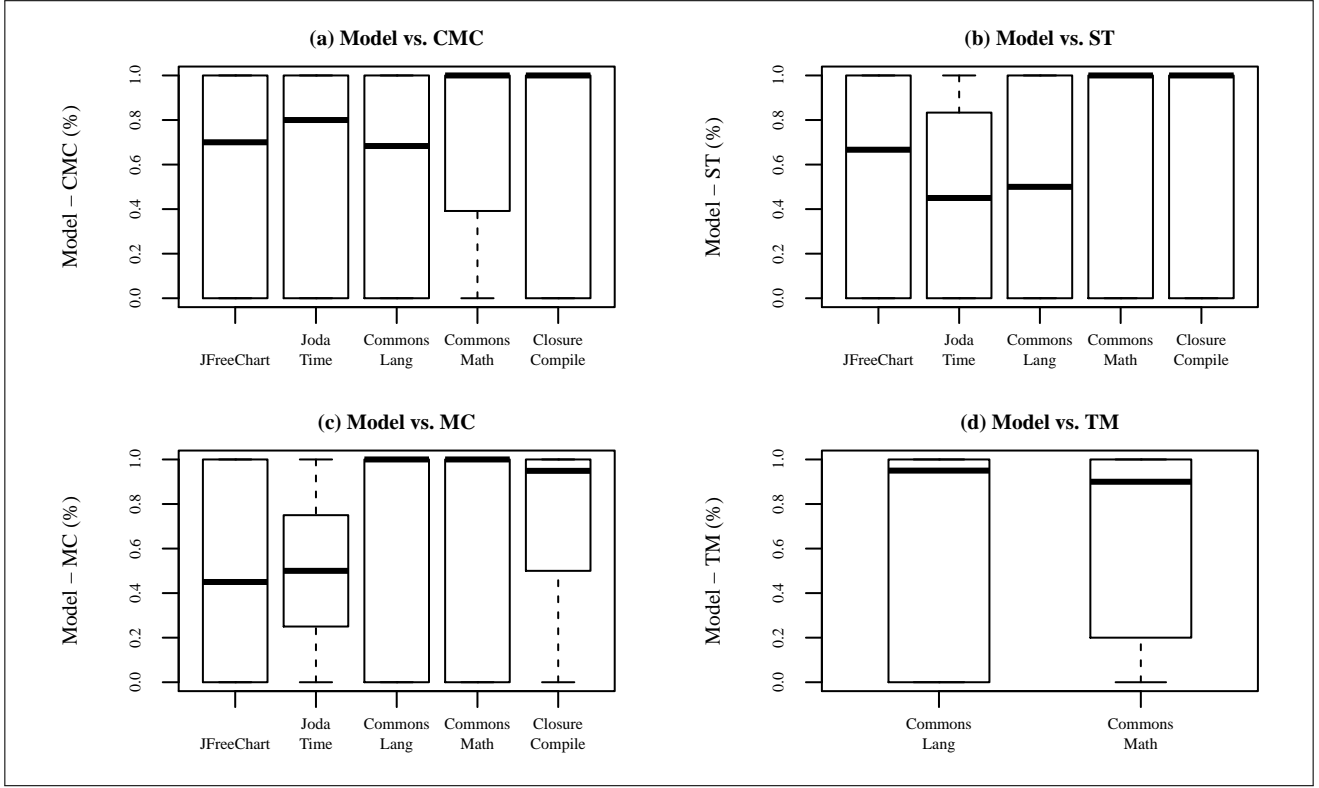 (a) Model vs. CMC
Model − CMC (%)
1.0
0.8
0.6
0.4
0.2
0.0
JFreeChart
Joda
Time
Commons
Lang
Commons
Math
Closure
Compile
(b) Model vs. ST
Model − ST (%)
1.0
0.8
0.6
0.4
0.2
0.0
JFreeChart
Joda
Time
Commons
Lang
Commons
Math
Closure
Compile
(c) Model vs. MC
Model − MC (%)
1.0
0.8
0.6
0.4
0.2
0.0
JFreeChart
Joda
Time
Commons
Lang
Commons
Math
Closure
Compile
(d) Model vs. TM
Model − TM (%)
1.0
0.8
0.6
0.4
0.2
0.0
Commons
Lang
Commons
Math